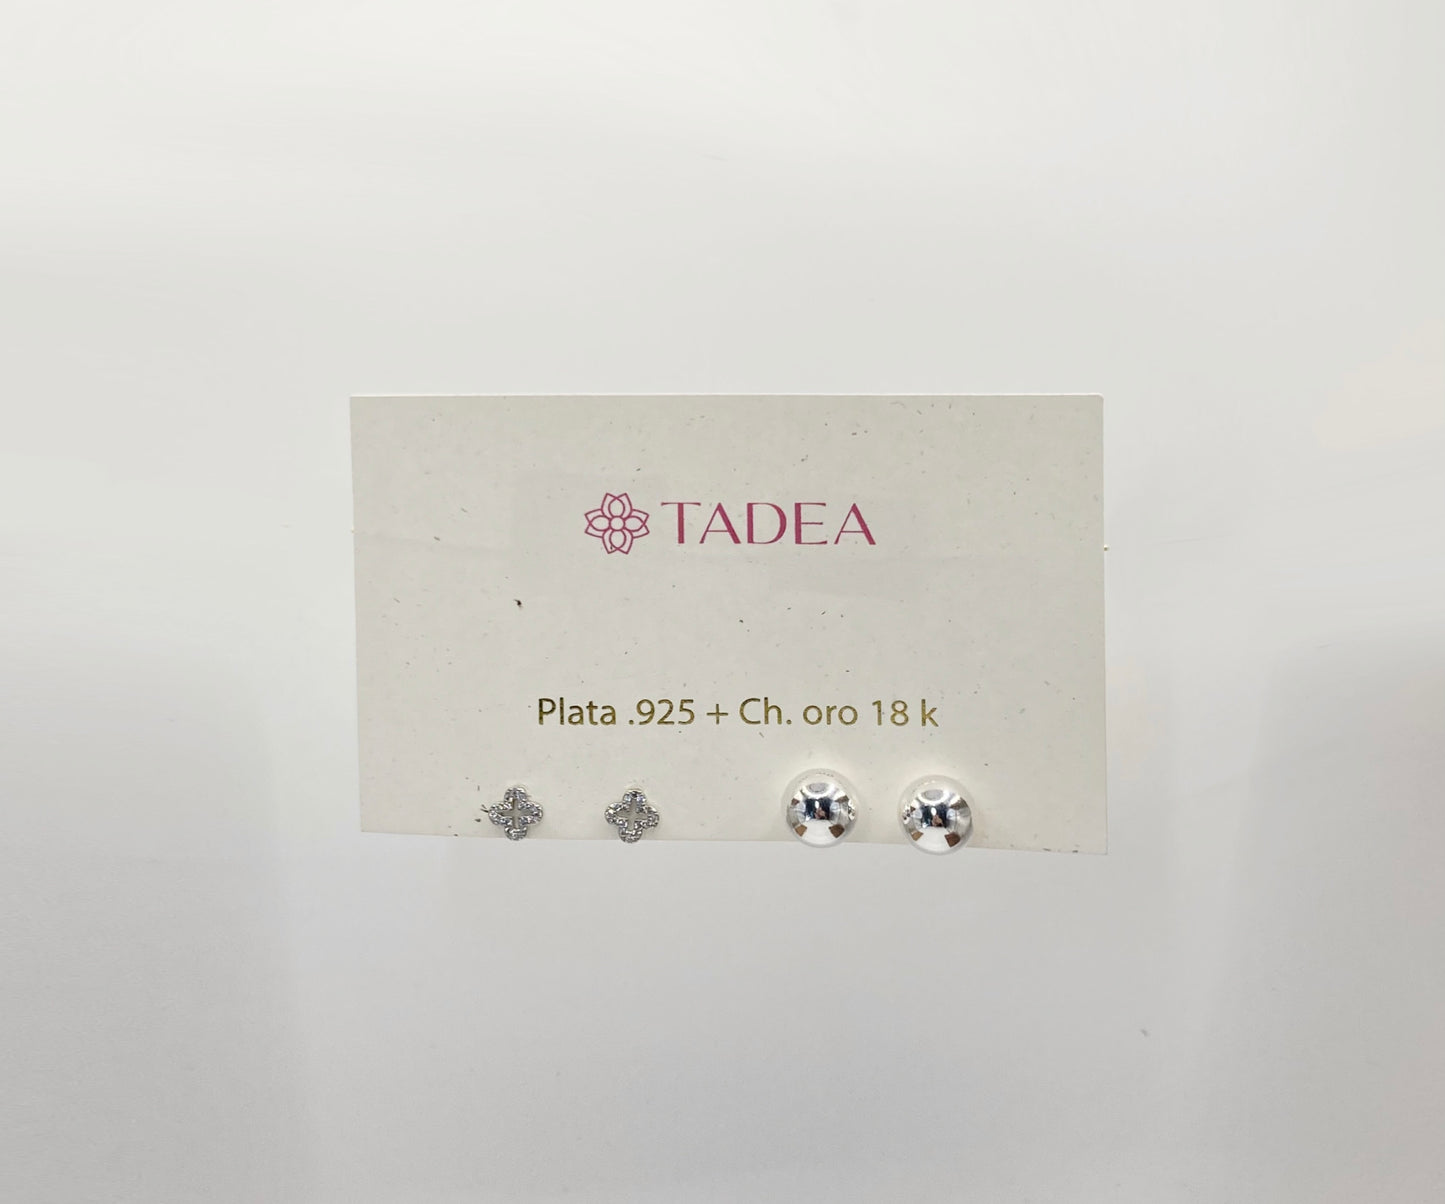 TADEA
Plata .925 + Ch. oro 18 k